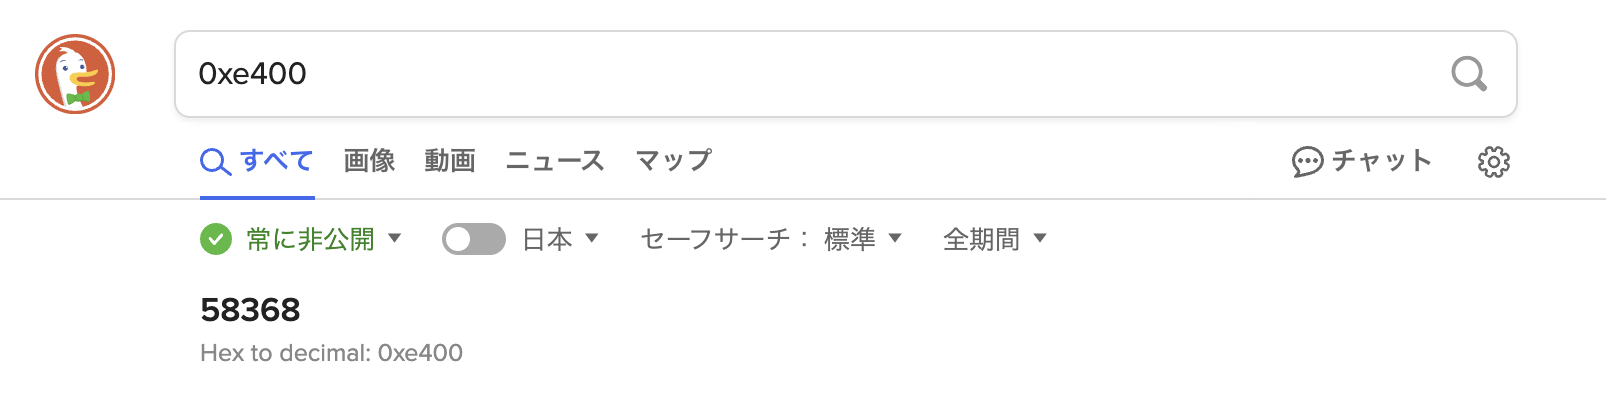 0xe400
すべて 画像 動画 ニュース マップ チャット
常に非公開 日本 セーフサーチ： 標準 全期間
58368
Hex to decimal: 0xe400